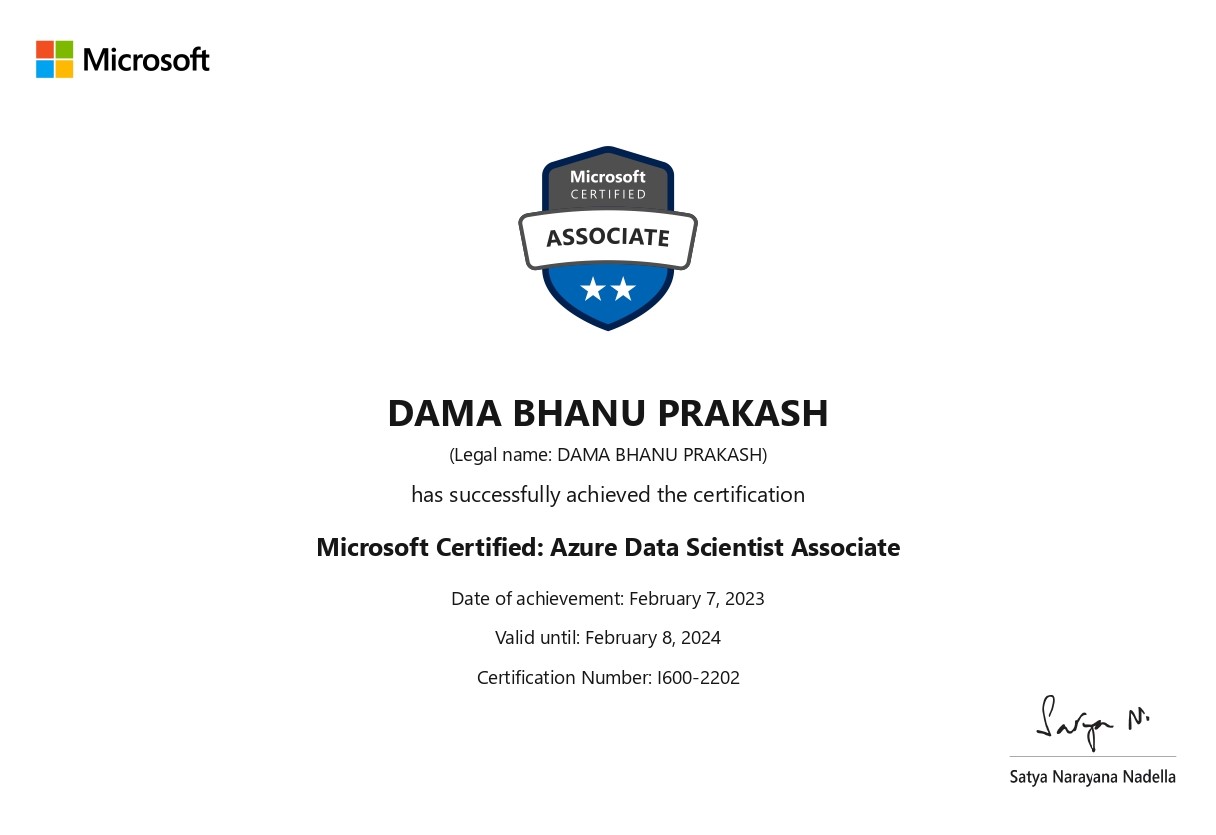 Microsoft
Microsoft
CERTIFIED
ASSOCIATE
DAMA BHANU PRAKASH
(Legal name: DAMA BHANU PRAKASH)
has successfully achieved the certification
Microsoft Certified: Azure Data Scientist Associate
Date of achievement: February 7, 2023
Valid until: February 8, 2024
Certification Number: I600-2202
Satya N.
Satya Narayana Nadella